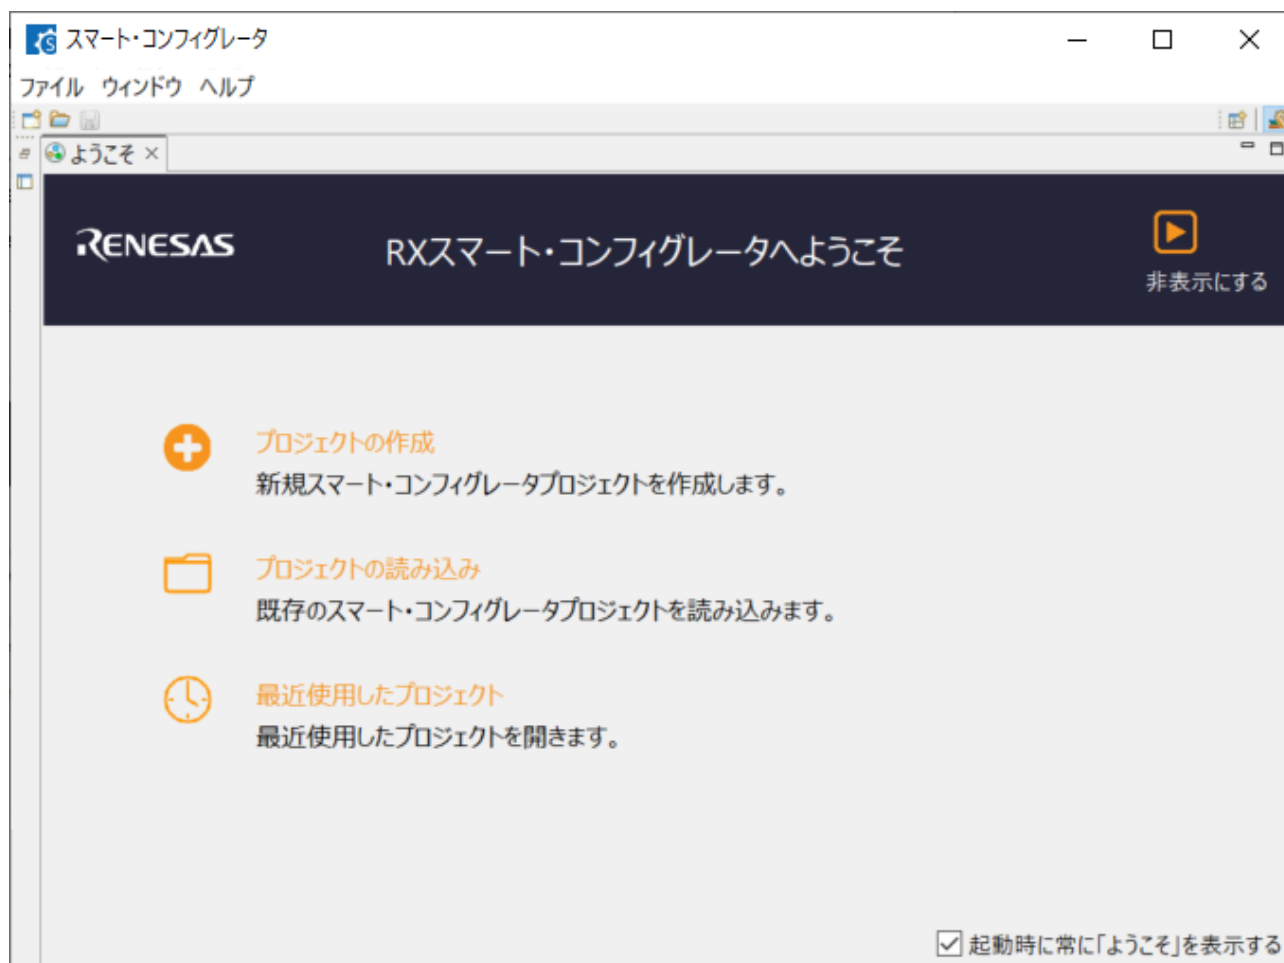 スマート・コンフィグレータ
ファイル ウィンドウ ヘルプ
ようこそ
RENESAS
RXスマート・コンフィグレータへようこそ
非表示にする
プロジェクトの作成
新規スマート・コンフィグレータプロジェクトを作成します。
プロジェクトの読み込み
既存のスマート・コンフィグレータプロジェクトを読み込みます。
最近使用したプロジェクト
最近使用したプロジェクトを開きます。
起動時に常に「ようこそ」を表示する